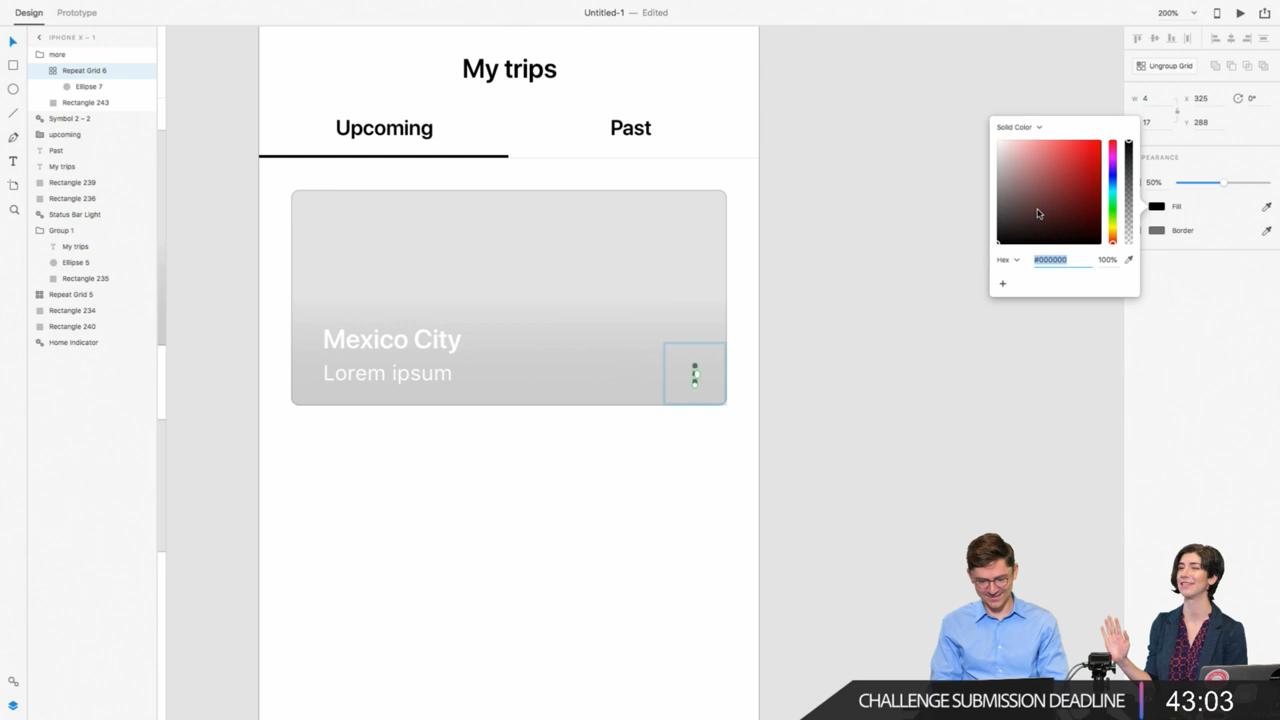 Design Prototype
Untitled-1 — Edited
200%
IPHONE X – 1
more
Repeat Grid 6
Ellipse 7
Rectangle 243
Symbol 2 – 2
upcoming
Past
My trips
Rectangle 239
Rectangle 236
Status Bar Light
Group 1
My trips
Ellipse 5
Rectangle 235
Repeat Grid 5
Rectangle 234
Rectangle 240
Home Indicator
My trips
Upcoming Past
Mexico City
Lorem ipsum
Ungroup Grid
W 4 X 325 0°
17 Y 288
PEARANCE
50%
Fill
Border
Solid Color
Hex #000000 100%
CHALLENGE SUBMISSION DEADLINE 43:03